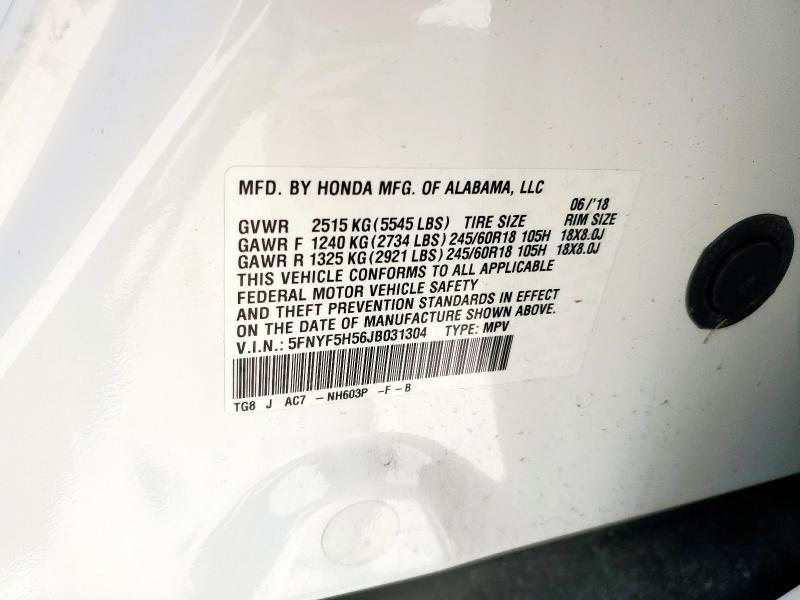 MFD. BY HONDA MFG. OF ALABAMA, LLC
06/'18
GVWR 2515 KG (5545 LBS) TIRE SIZE RIM SIZE
GAWR F 1240 KG (2734 LBS) 245/60R18 105H 18X8.0J
GAWR R 1325 KG (2921 LBS) 245/60R18 105H 18X8.0J
THIS VEHICLE CONFORMS TO ALL APPLICABLE
FEDERAL MOTOR VEHICLE SAFETY
AND THEFT PREVENTION STANDARDS IN EFFECT
ON THE DATE OF MANUFACTURE SHOWN ABOVE.
V.I.N.: 5FNYF5H56JB031304 TYPE: MPV
TG8 J AC7 - NH603P -F -B